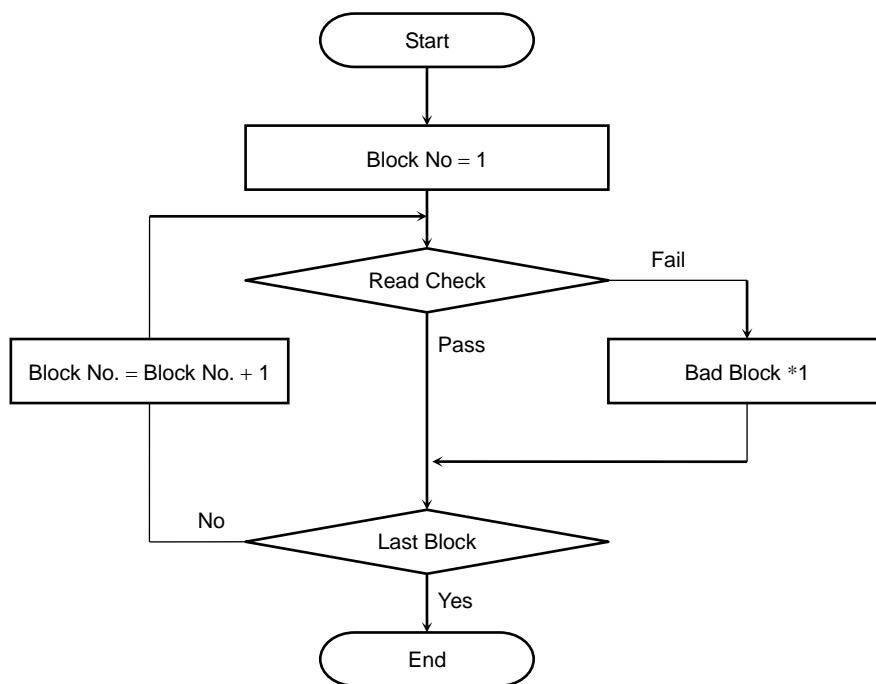 Start
Block No = 1
Read Check
Fail
Pass
Block No. = Block No. + 1
Bad Block *1
No
Last Block
Yes
End